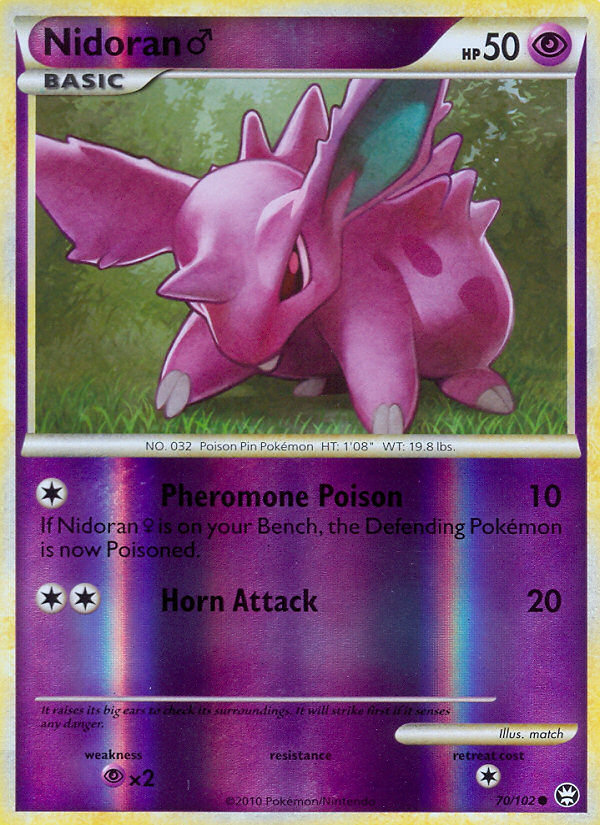 Nidoran♂ HP 50
BASIC
NO. 032 Poison Pin Pokémon HT: 1'08" WT: 19.8 lbs.
Pheromone Poison 10
If Nidoran♀ is on your Bench, the Defending Pokémon
is now Poisoned.
Horn Attack 20
It raises its big ears to check its surroundings. It will strike first if it senses
any danger.
Illus. match
weakness resistance retreat cost
×2
©2010 Pokémon/Nintendo 70/102